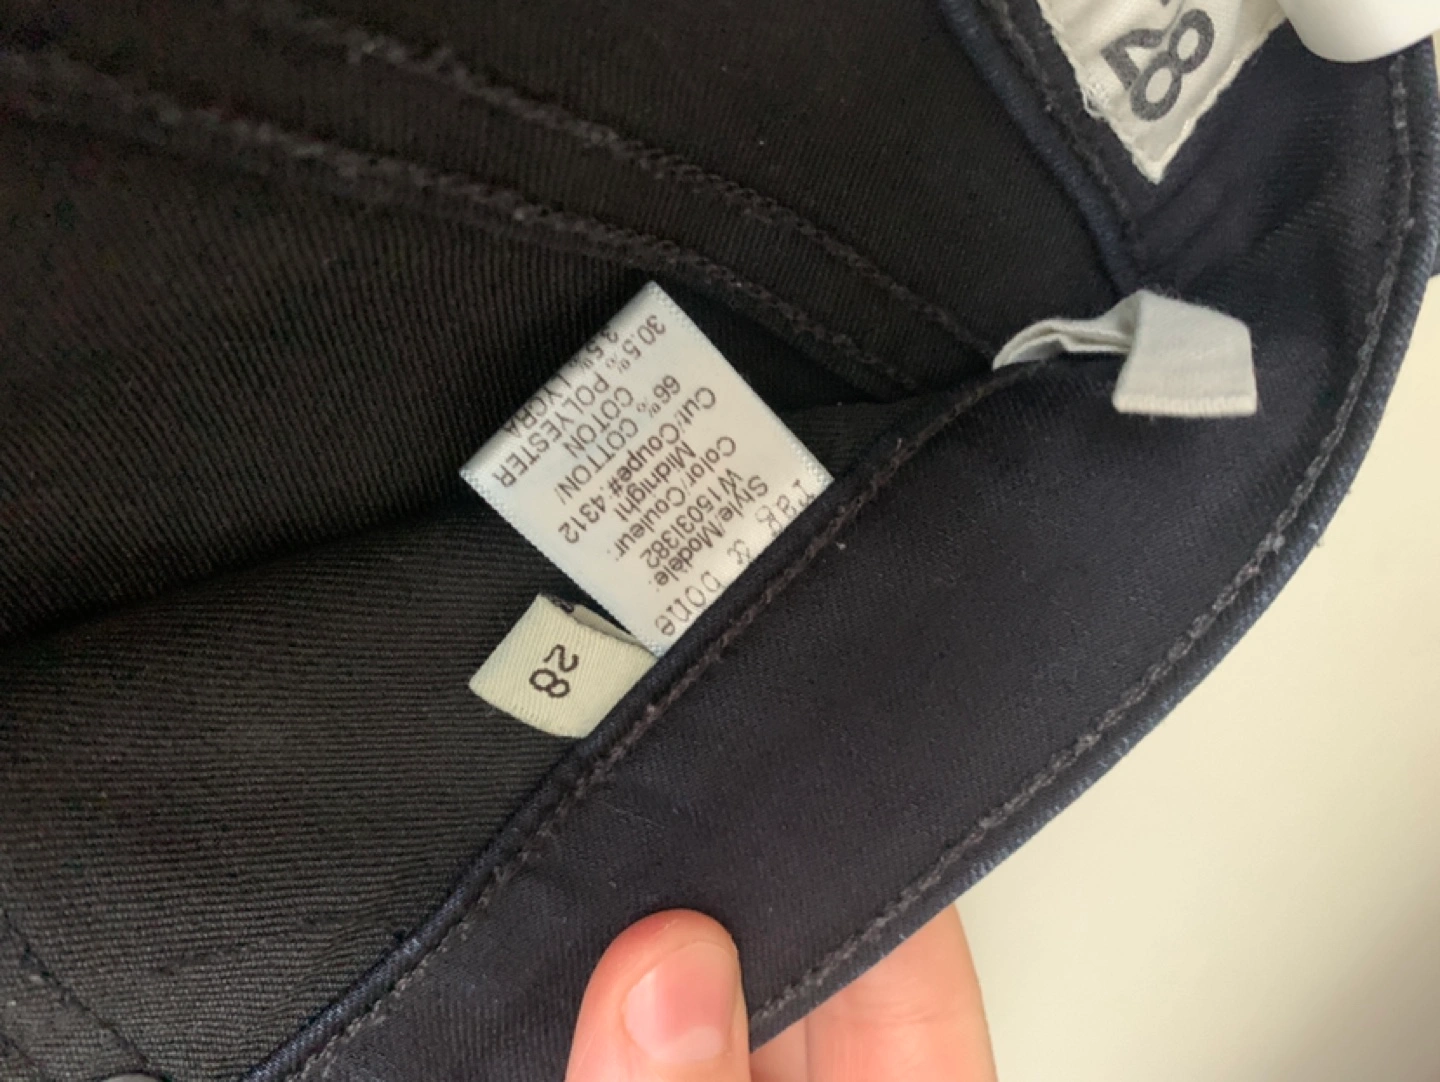 rag & bone
Style/Modèle:
W1503I382
Color/Couleur:
Midnight
Cut/Coupe#:4312
66% COTTON/
COTTON
30.5% POLYESTER
3.5% LYCRA
28
28